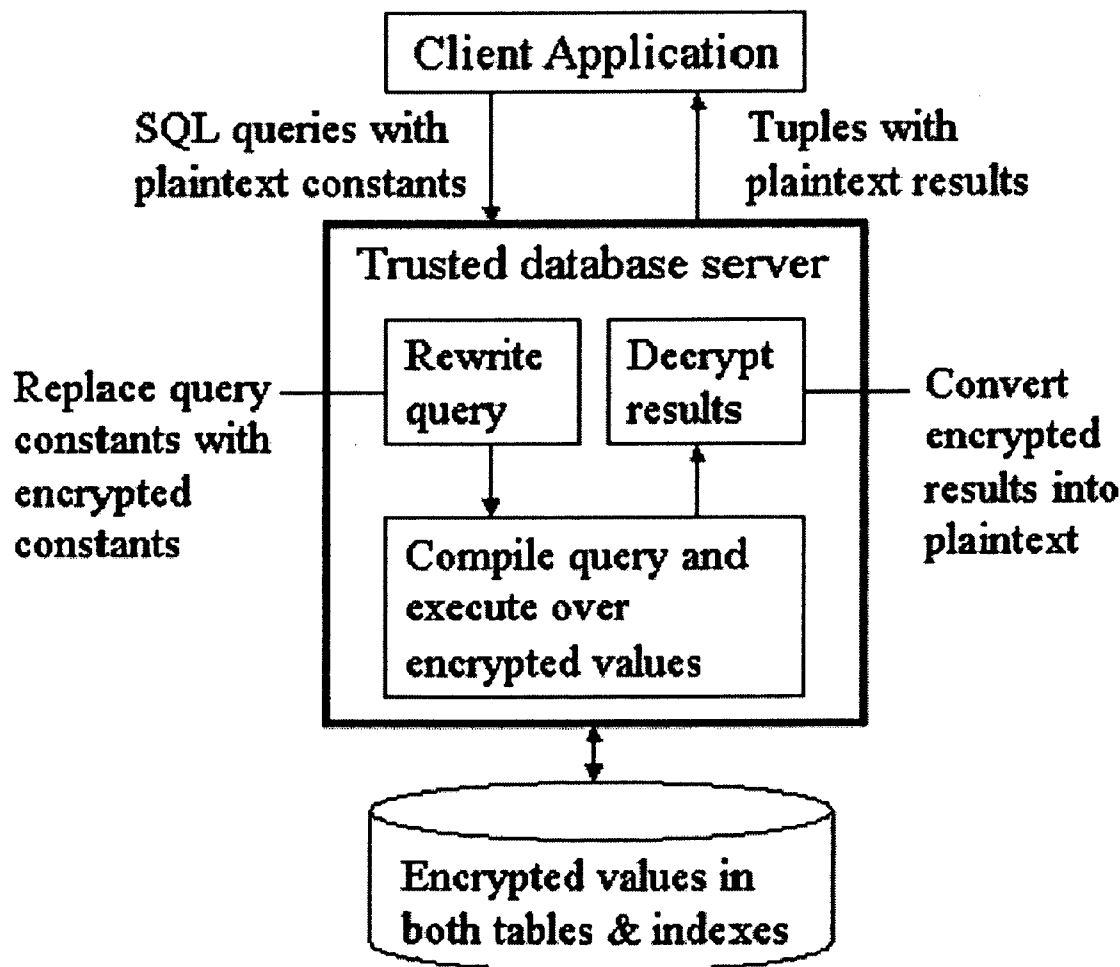 Client Application
SQL queries with
plaintext constants
Tuples with
plaintext results
Trusted database server
Rewrite
query
Decrypt
results
Replace query
constants with
encrypted
constants
Convert
encrypted
results into
plaintext
Compile query and
execute over
encrypted values
Encrypted values in
both tables & indexes